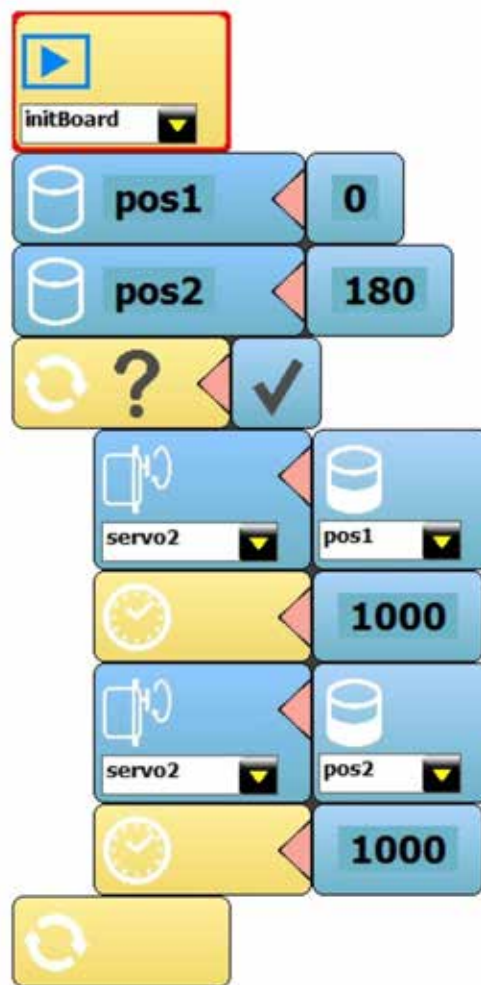 initBoard
pos1 0
pos2 180
?
servo2 pos1
1000
servo2 pos2
1000